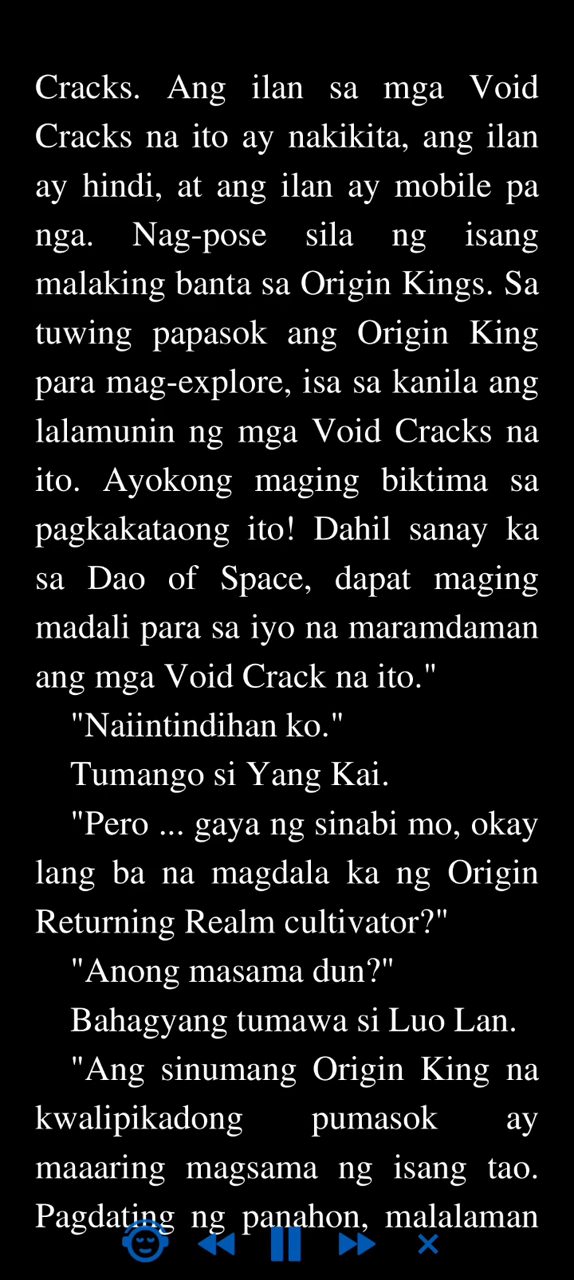 Cracks. Ang ilan sa mga Void
Cracks na ito ay nakikita, ang ilan
ay hindi, at ang ilan ay mobile pa
nga. Nag-pose sila ng isang
malaking banta sa Origin Kings. Sa
tuwing papasok ang Origin King
para mag-explore, isa sa kanila ang
lalamunin ng mga Void Cracks na
ito. Ayokong maging biktima sa
pagkakataong ito! Dahil sanay ka
sa Dao of Space, dapat maging
madali para sa iyo na maramdaman
ang mga Void Crack na ito."
"Naiintindihan ko."
Tumango si Yang Kai.
"Pero ... gaya ng sinabi mo, okay
lang ba na magdala ka ng Origin
Returning Realm cultivator?"
"Anong masama dun?"
Bahagyang tumawa si Luo Lan.
"Ang sinumang Origin King na
kwalipikadong pumasok ay
maaaring magsama ng isang tao.
Pagdating ng panahon, malalaman